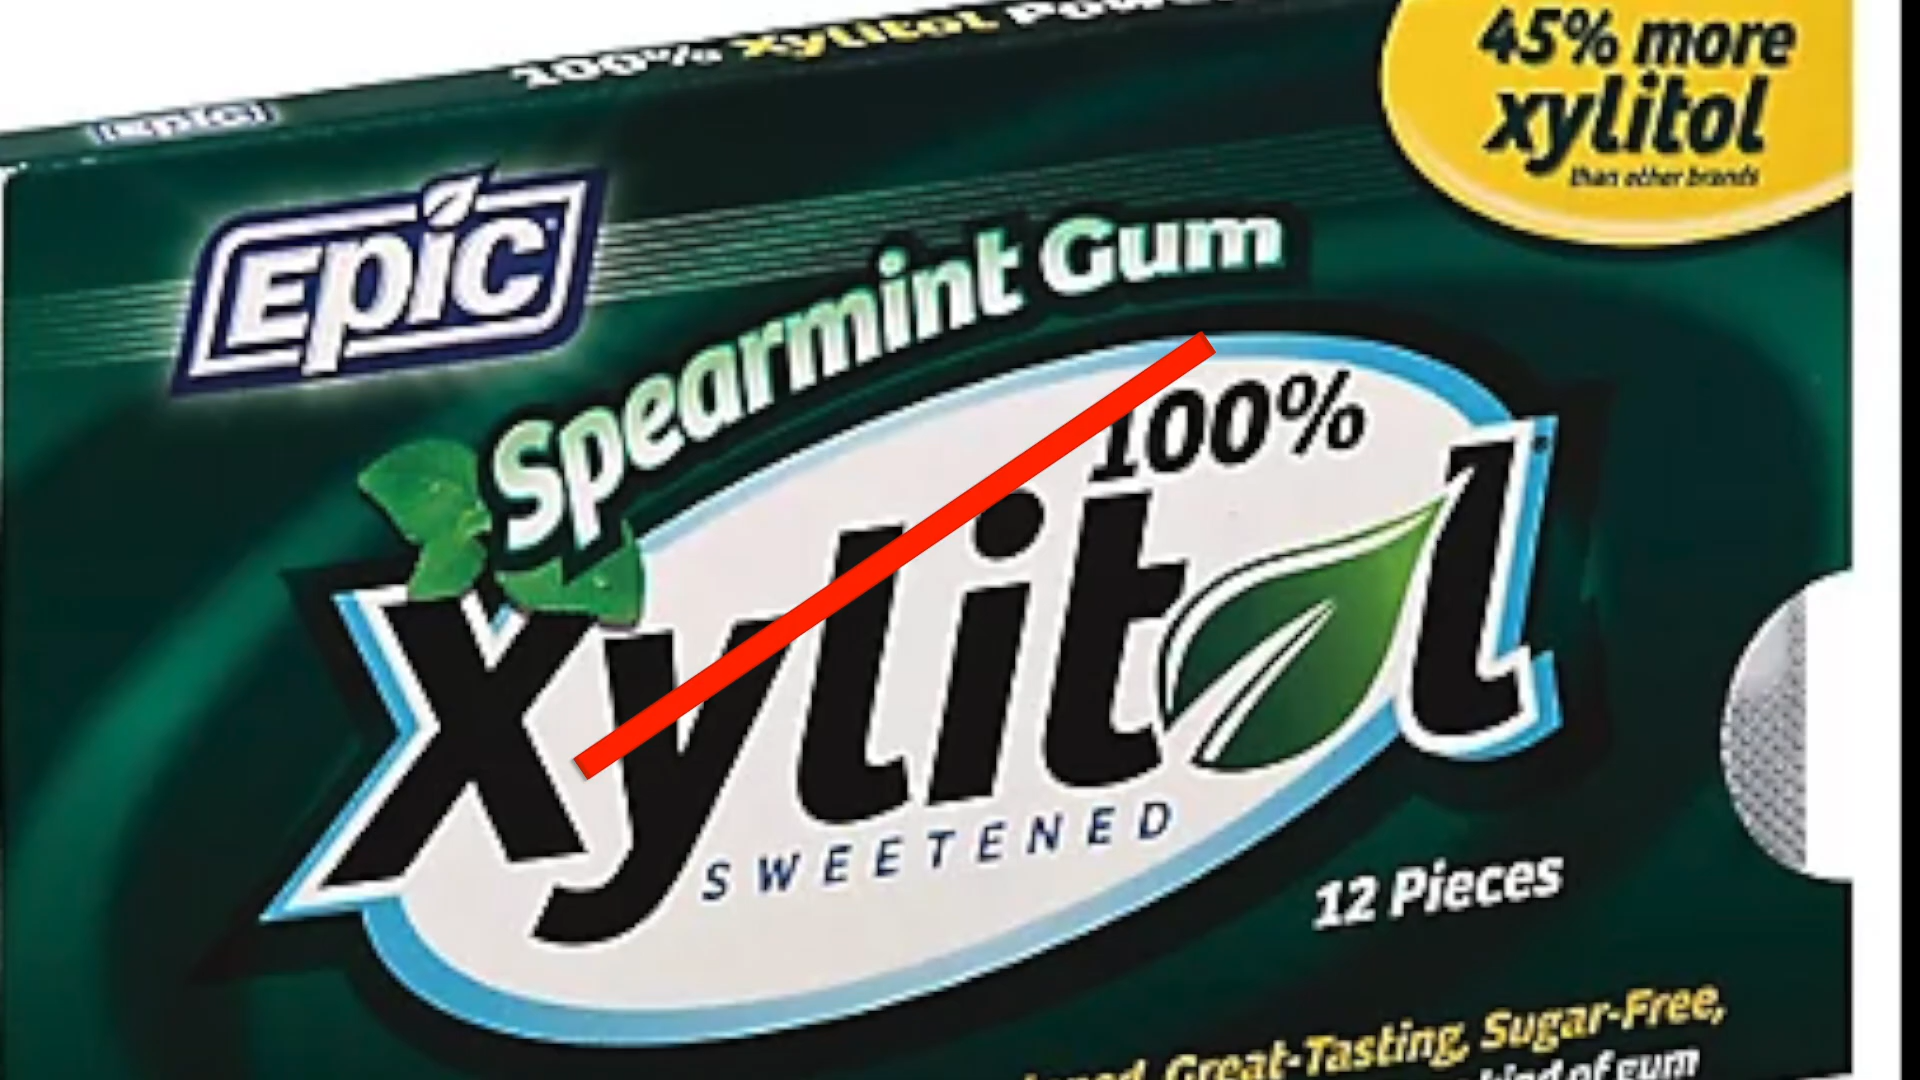 100% xylitol
epic
45% more
xylitol
than other brands
Epic
Spearmint Gum
100%
xylitol
SWEETENED
12 Pieces
Great-Tasting, Sugar-Free,
kind of gum